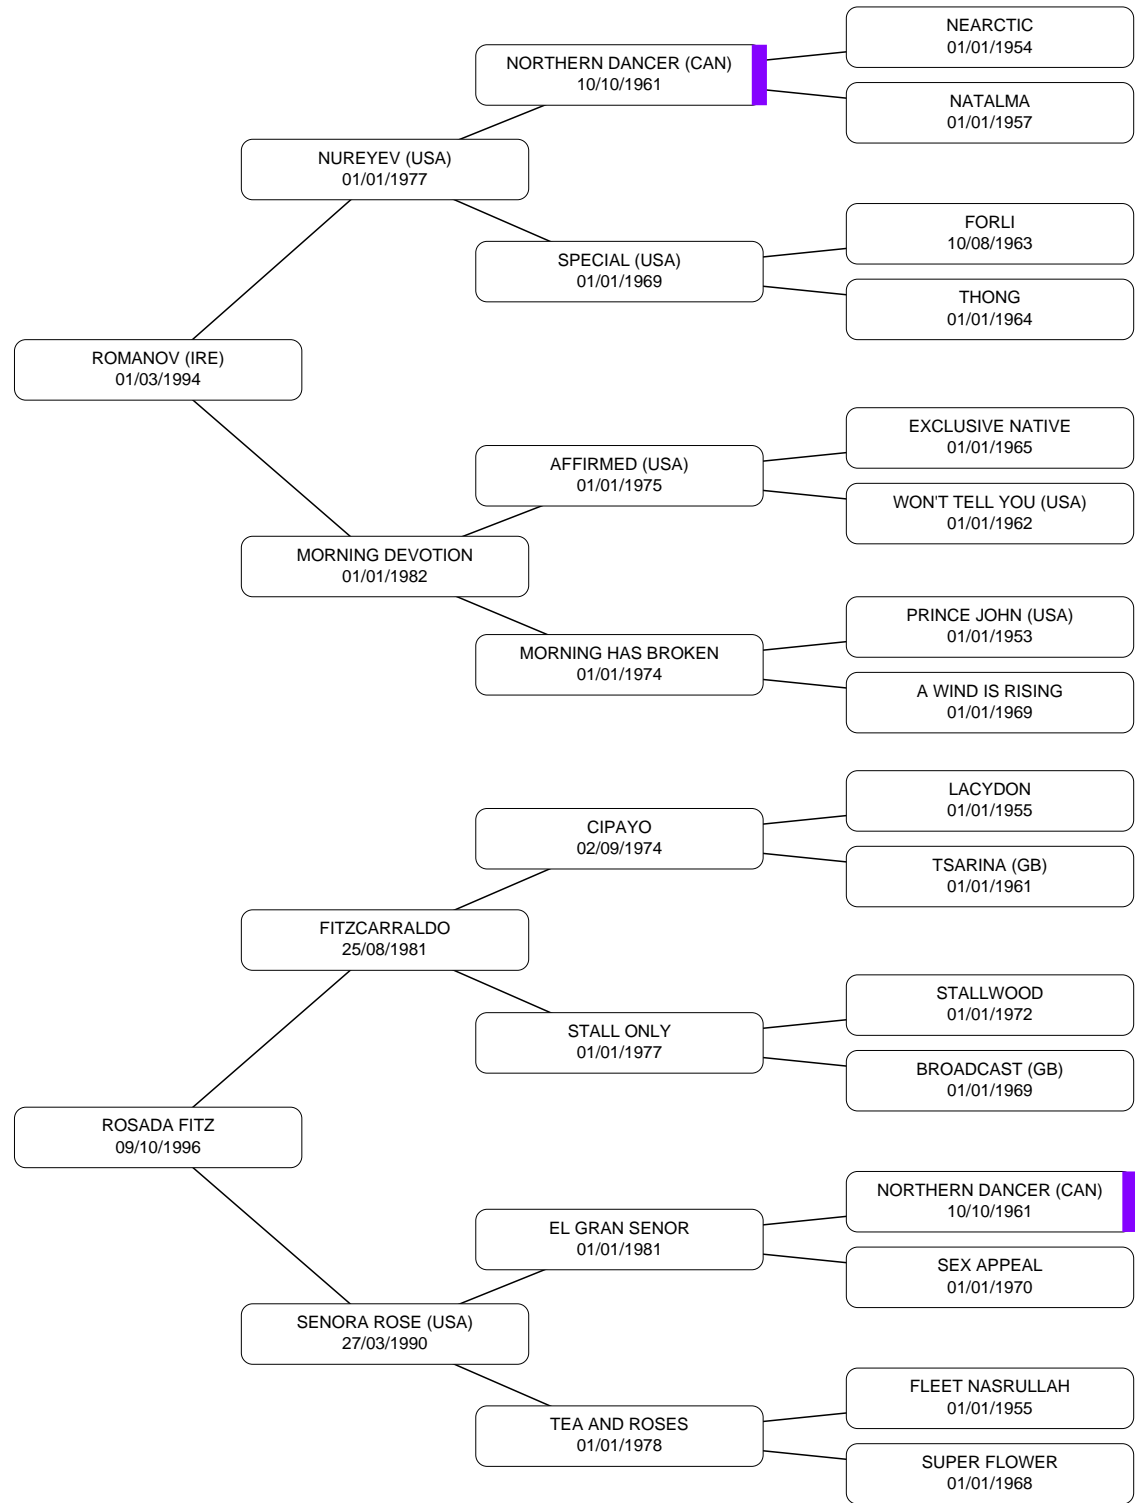 NEARCTIC
01/01/1954
NORTHERN DANCER (CAN)
10/10/1961
NATALMA
01/01/1957
NUREYEV (USA)
01/01/1977
FORLI
10/08/1963
SPECIAL (USA)
01/01/1969
THONG
01/01/1964
ROMANOV (IRE)
01/03/1994
EXCLUSIVE NATIVE
01/01/1965
AFFIRMED (USA)
01/01/1975
WON'T TELL YOU (USA)
01/01/1962
MORNING DEVOTION
01/01/1982
PRINCE JOHN (USA)
01/01/1953
MORNING HAS BROKEN
01/01/1974
A WIND IS RISING
01/01/1969
LACYDON
01/01/1955
CIPAYO
02/09/1974
TSARINA (GB)
01/01/1961
FITZCARRALDO
25/08/1981
STALLWOOD
01/01/1972
STALL ONLY
01/01/1977
BROADCAST (GB)
01/01/1969
ROSADA FITZ
09/10/1996
NORTHERN DANCER (CAN)
10/10/1961
EL GRAN SENOR
01/01/1981
SEX APPEAL
01/01/1970
SENORA ROSE (USA)
27/03/1990
FLEET NASRULLAH
01/01/1955
TEA AND ROSES
01/01/1978
SUPER FLOWER
01/01/1968